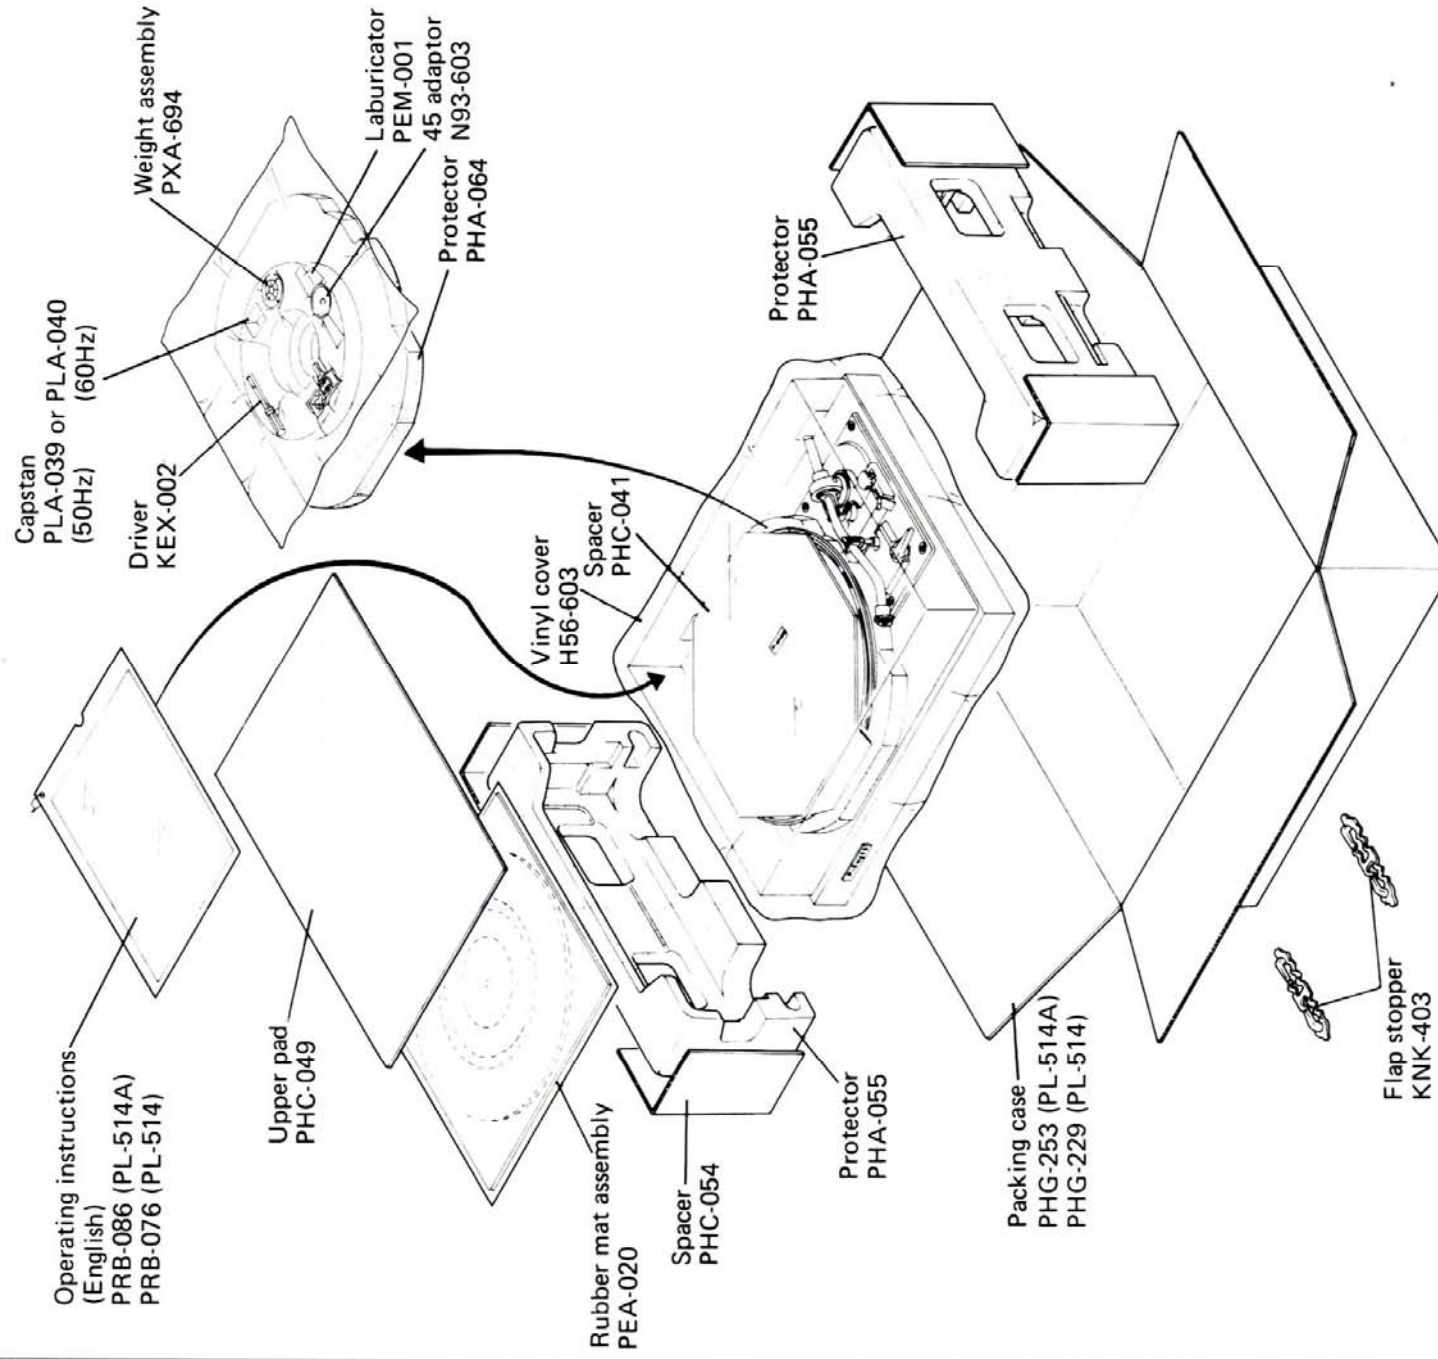 Operating instructions
(English)
PRB-086 (PL-514A)
PRB-076 (PL-514)
Upper pad
PHC-049
Rubber mat assembly
PEA-020
Spacer
PHC-054
Protector
PHA-055
Packing case
PHG-253 (PL-514A)
PHG-229 (PL-514)
Flap stopper
KNK-403
Vinyl cover
H56-603
Spacer
PHC-041
Protector
PHA-055
Capstan
PLA-039 or PLA-040
(50Hz) (60Hz)
Driver
KEX-002
Weight assembly
PXA-694
Laburicator
PEM-001
45 adaptor
N93-603
Protector
PHA-064